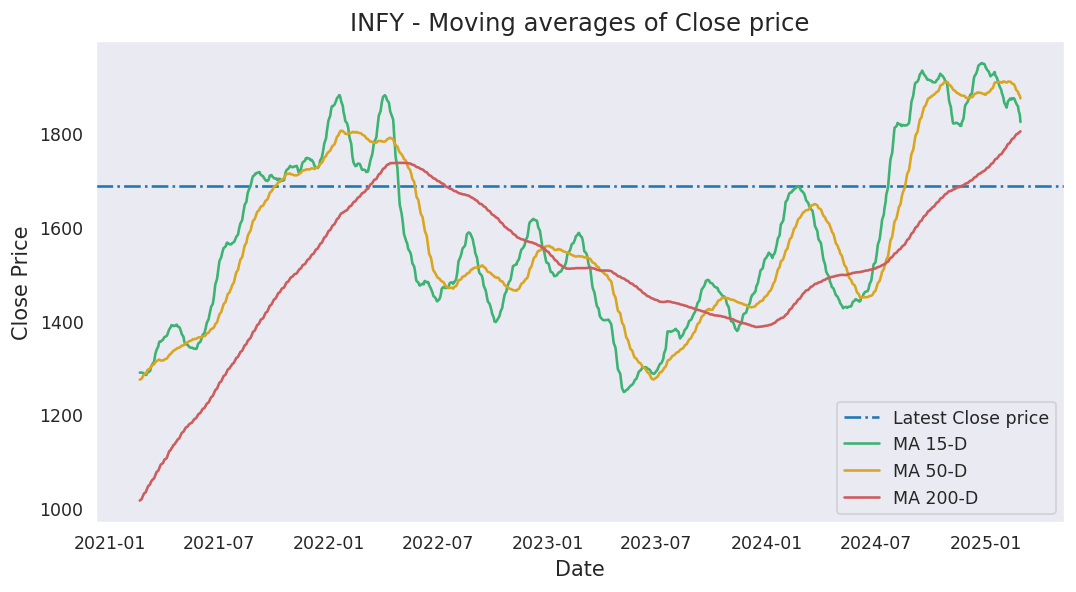 INFY - Moving averages of Close price
Close Price
1800
1600
1400
1200
1000
Latest Close price
MA 15-D
MA 50-D
MA 200-D
2021-01 2021-07 2022-01 2022-07 2023-01 2023-07 2024-01 2024-07 2025-01
Date